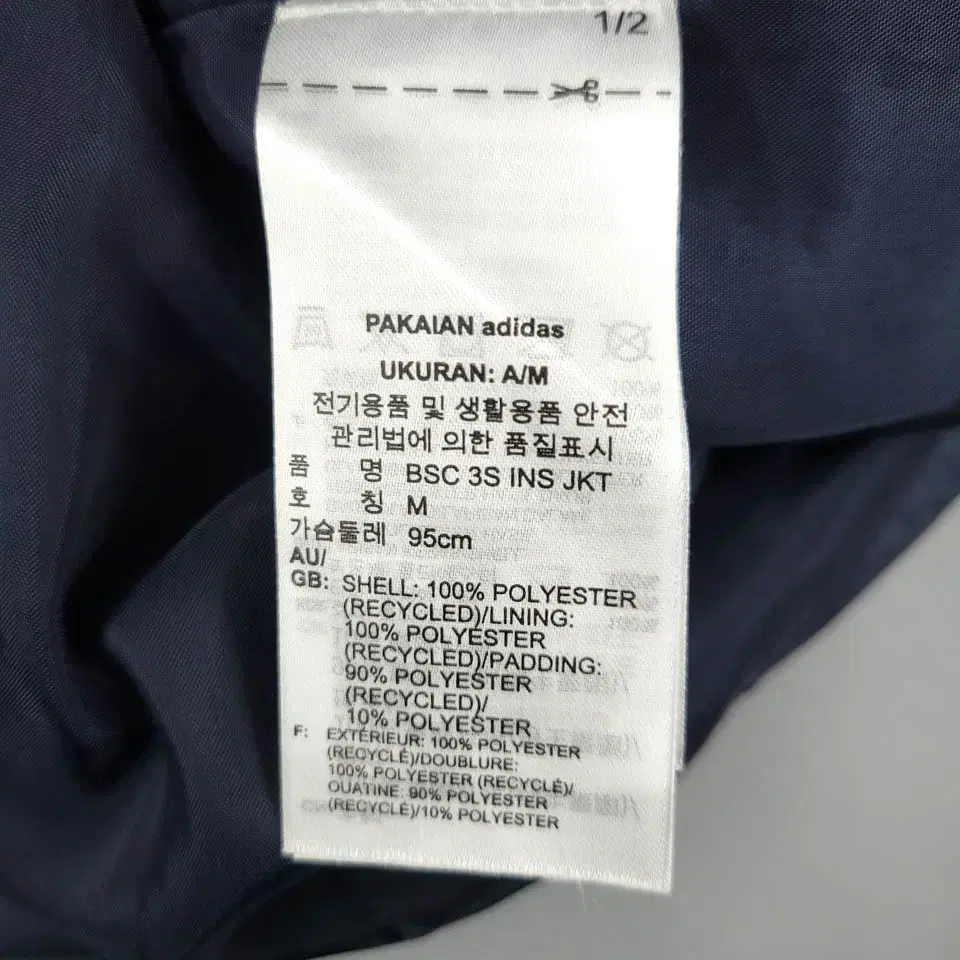 1/2
PAKAIAN adidas
UKURAN: A/M
전기용품 및 생활용품 안전
관리법에 의한 품질표시
품 명 BSC 3S INS JKT
호 칭 M
가슴둘레 95cm
AU/
GB: SHELL: 100% POLYESTER
(RECYCLED)/LINING:
100% POLYESTER
(RECYCLED)/PADDING:
90% POLYESTER
(RECYCLED)/
10% POLYESTER
F: EXTÉRIEUR: 100% POLYESTER
(RECYCLÉ)/DOUBLURE:
100% POLYESTER (RECYCLÉ)/
OUATINE: 90% POLYESTER
(RECYCLÉ)/10% POLYESTER